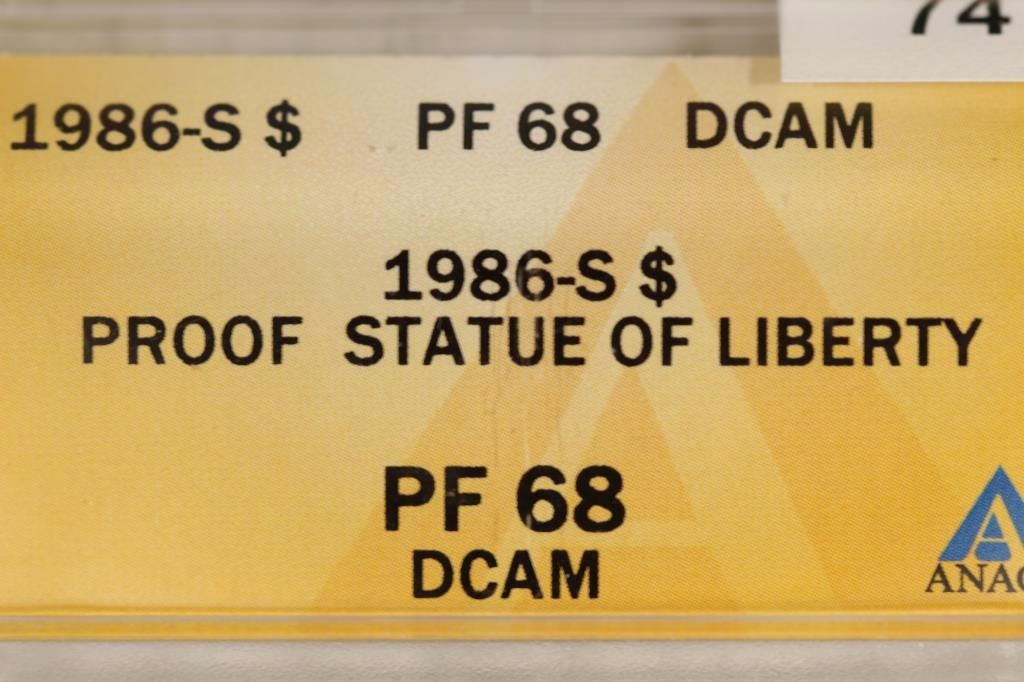 74
1986-S $ PF 68 DCAM
1986-S $
PROOF STATUE OF LIBERTY
PF 68
DCAM
ANAC